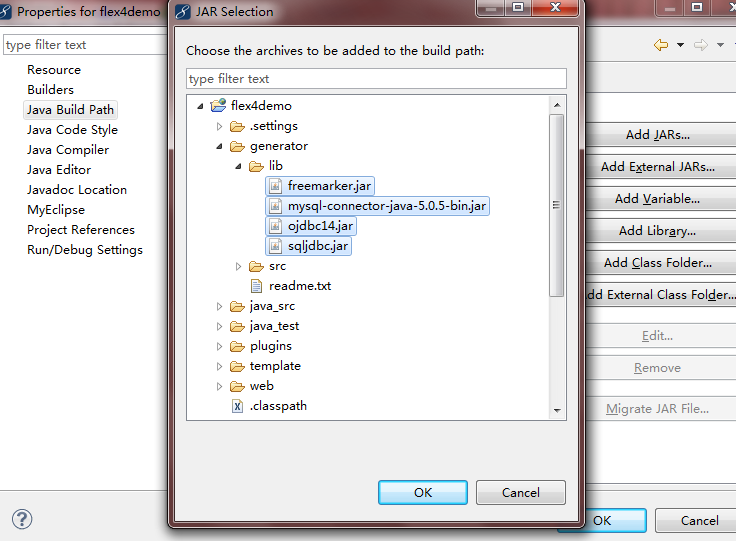 Properties for flex4demo
type filter text
Resource
Builders
Java Build Path
Java Code Style
Java Compiler
Java Editor
Javadoc Location
MyEclipse
Project References
Run/Debug Settings
JAR Selection
Choose the archives to be added to the build path:
type filter text
flex4demo
.settings
generator
lib
freemarker.jar
mysql-connector-java-5.0.5-bin.jar
ojdbc14.jar
sqljdbc.jar
src
readme.txt
java_src
java_test
plugins
template
web
.classpath
OK
Cancel
Add JARs...
Add External JARs...
Add Variable...
Add Library...
Add Class Folder...
dd External Class Folder...
Edit...
Remove
Migrate JAR File...
OK
Cancel